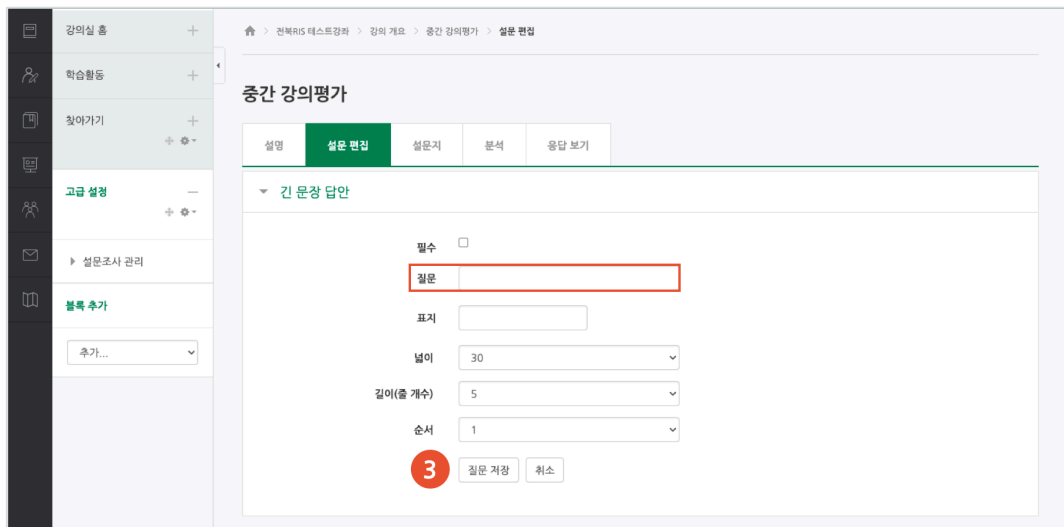 강의실 홈
학습활동
찾아가기
고급 설정
설문조사 관리
블록 추가
추가...
전북RIS 테스트강좌 > 강의 개요 > 중간 강의평가 > 설문 편집
중간 강의평가
설명 설문 편집 설문지 분석 응답 보기
긴 문장 답안
필수
질문
표지
넓이 30
길이(줄 개수) 5
순서 1
3 질문 저장 취소